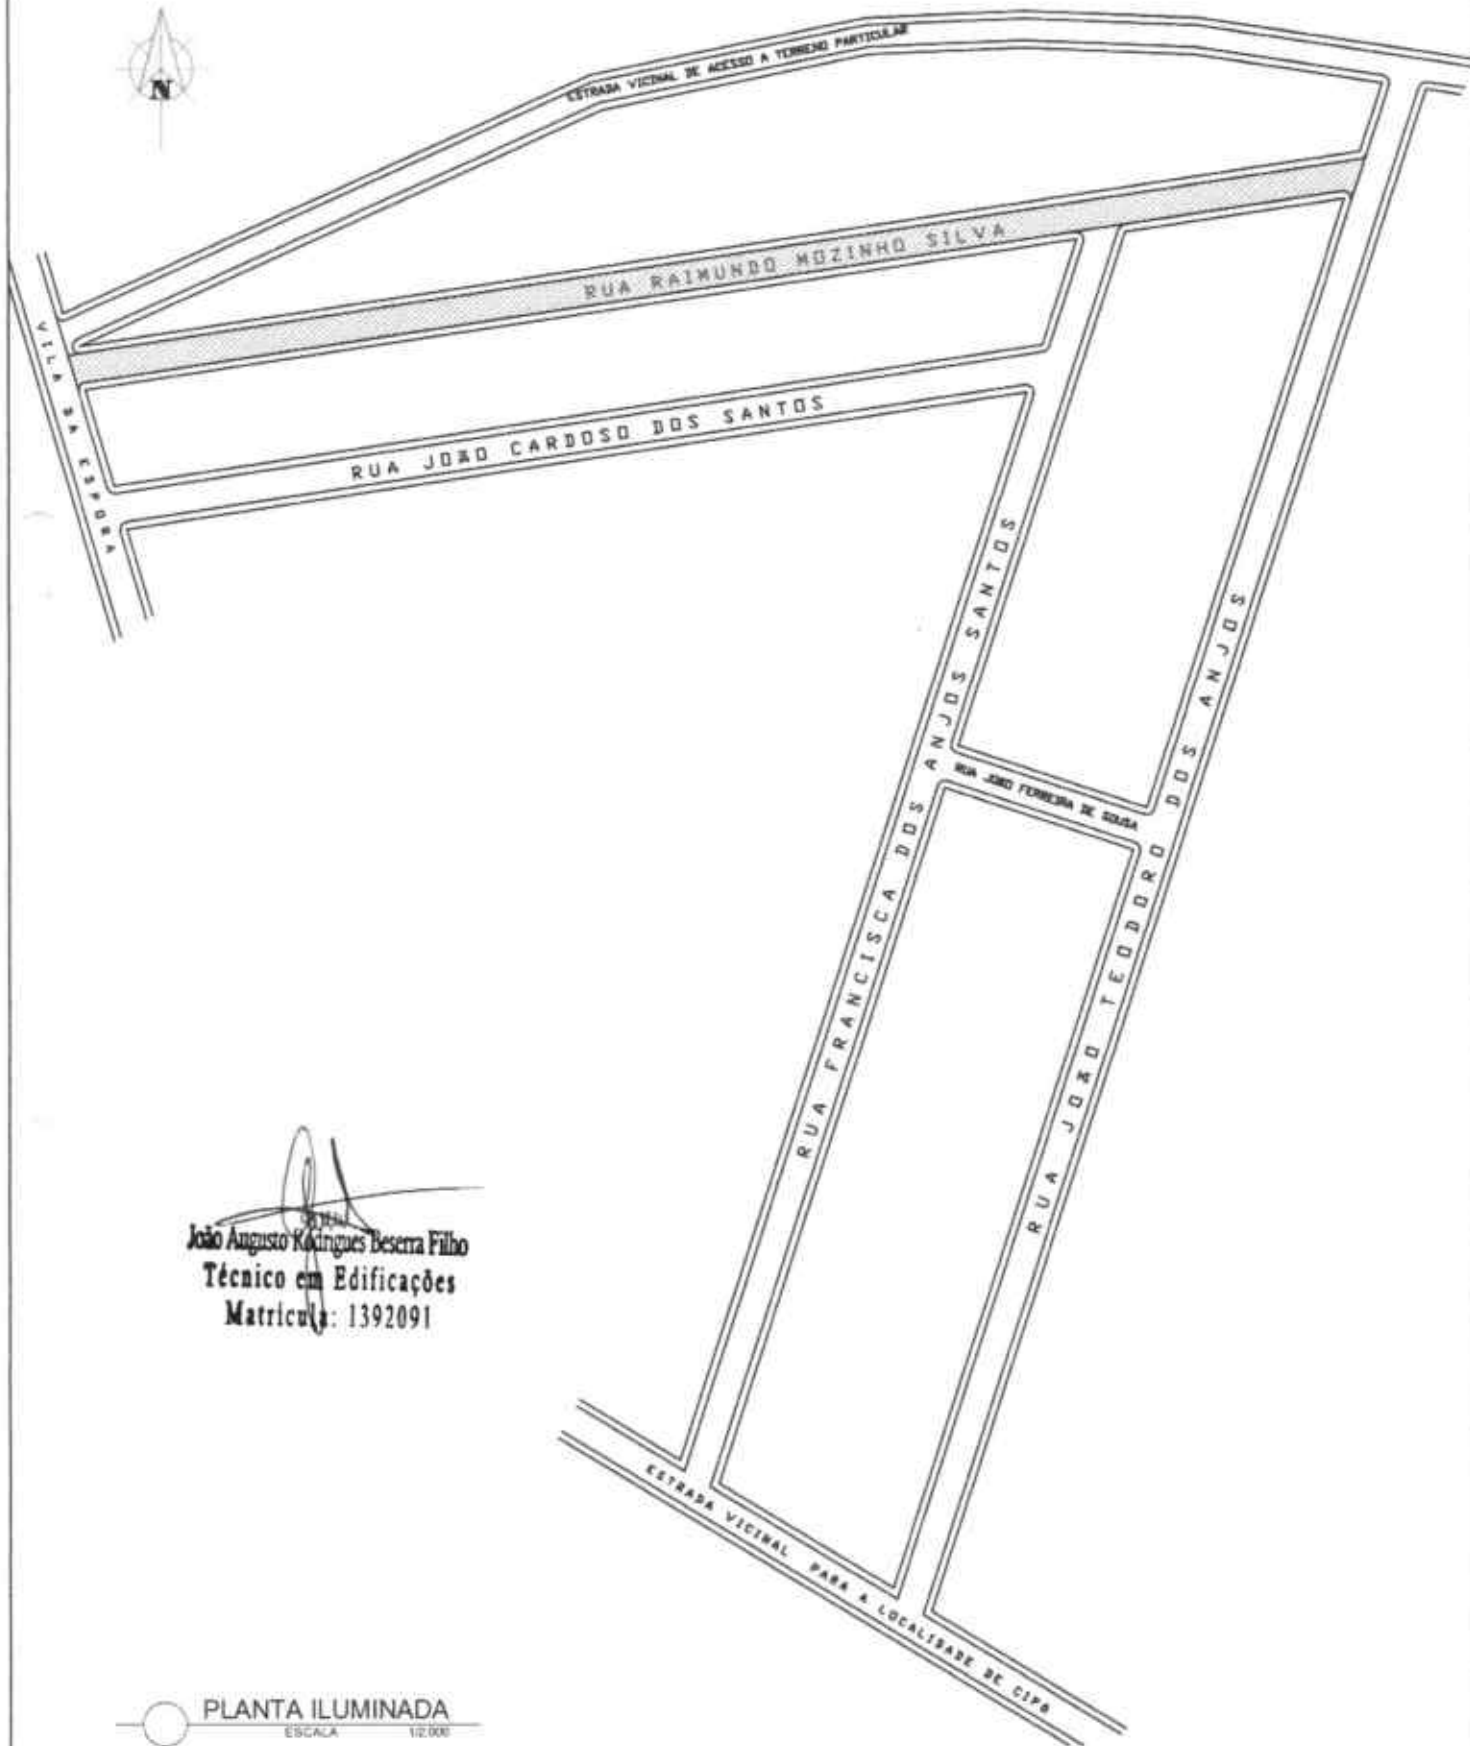 N
ESTRADA VICINAL DE ACESSO A TERRENO PARTICULAR
RUA RAIMUNDO MOZINHO SILVA
VILA DA ESPORA
RUA JOÃO CARDOSO DOS SANTOS
RUA FRANCISCA DOS ANJOS SANTOS
RUA JOÃO FERREIRA DE SOUSA
RUA JOÃO TEODORO DOS ANJOS
João Augusto Rodrigues Beserra Filho
Técnico em Edificações
Matricula: 1392091
ESTRADA VICINAL PARA A LOCALIDADE DE CIPO
PLANTA ILUMINADA
ESCALA 1/2.000